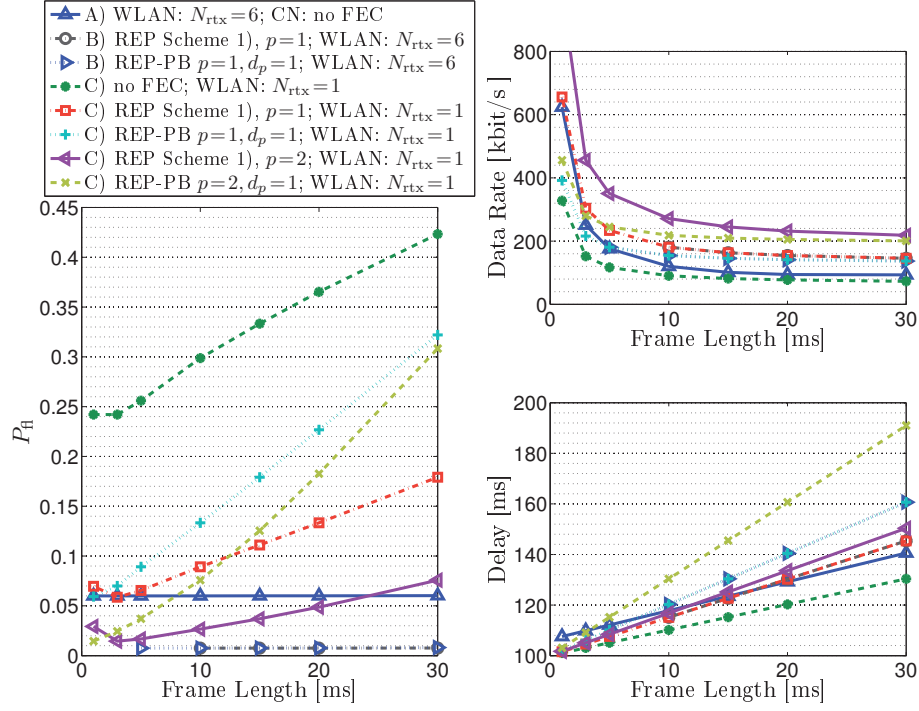 A) WLAN: N_rtx=6; CN: no FEC
B) REP Scheme 1), p=1; WLAN: N_rtx=6
B) REP-PB p=1, d_p=1; WLAN: N_rtx=6
C) no FEC; WLAN: N_rtx=1
C) REP Scheme 1), p=1; WLAN: N_rtx=1
C) REP-PB p=1, d_p=1; WLAN: N_rtx=1
C) REP Scheme 1), p=2; WLAN: N_rtx=1
C) REP-PB p=2, d_p=1; WLAN: N_rtx=1
0.45
0.4
0.35
0.3
0.25
0.2
0.15
0.1
0.05
0
P_fl
0 10 20 30
Frame Length [ms]
800
600
400
200
0
Data Rate [kbit/s]
0 10 20 30
Frame Length [ms]
200
180
160
140
120
100
Delay [ms]
0 10 20 30
Frame Length [ms]